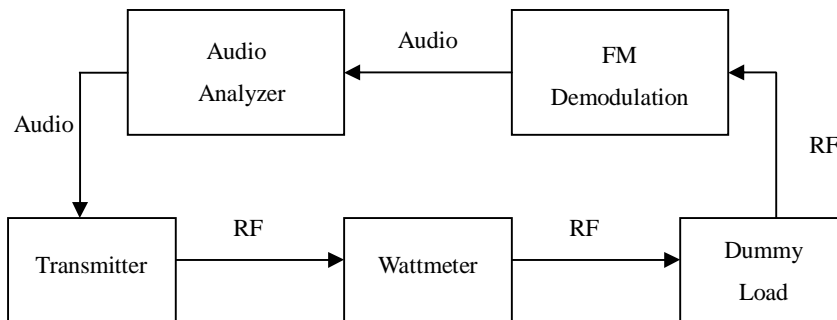 Audio
Analyzer
Audio
FM
Demodulation
Audio
RF
Transmitter
RF
Wattmeter
RF
Dummy
Load